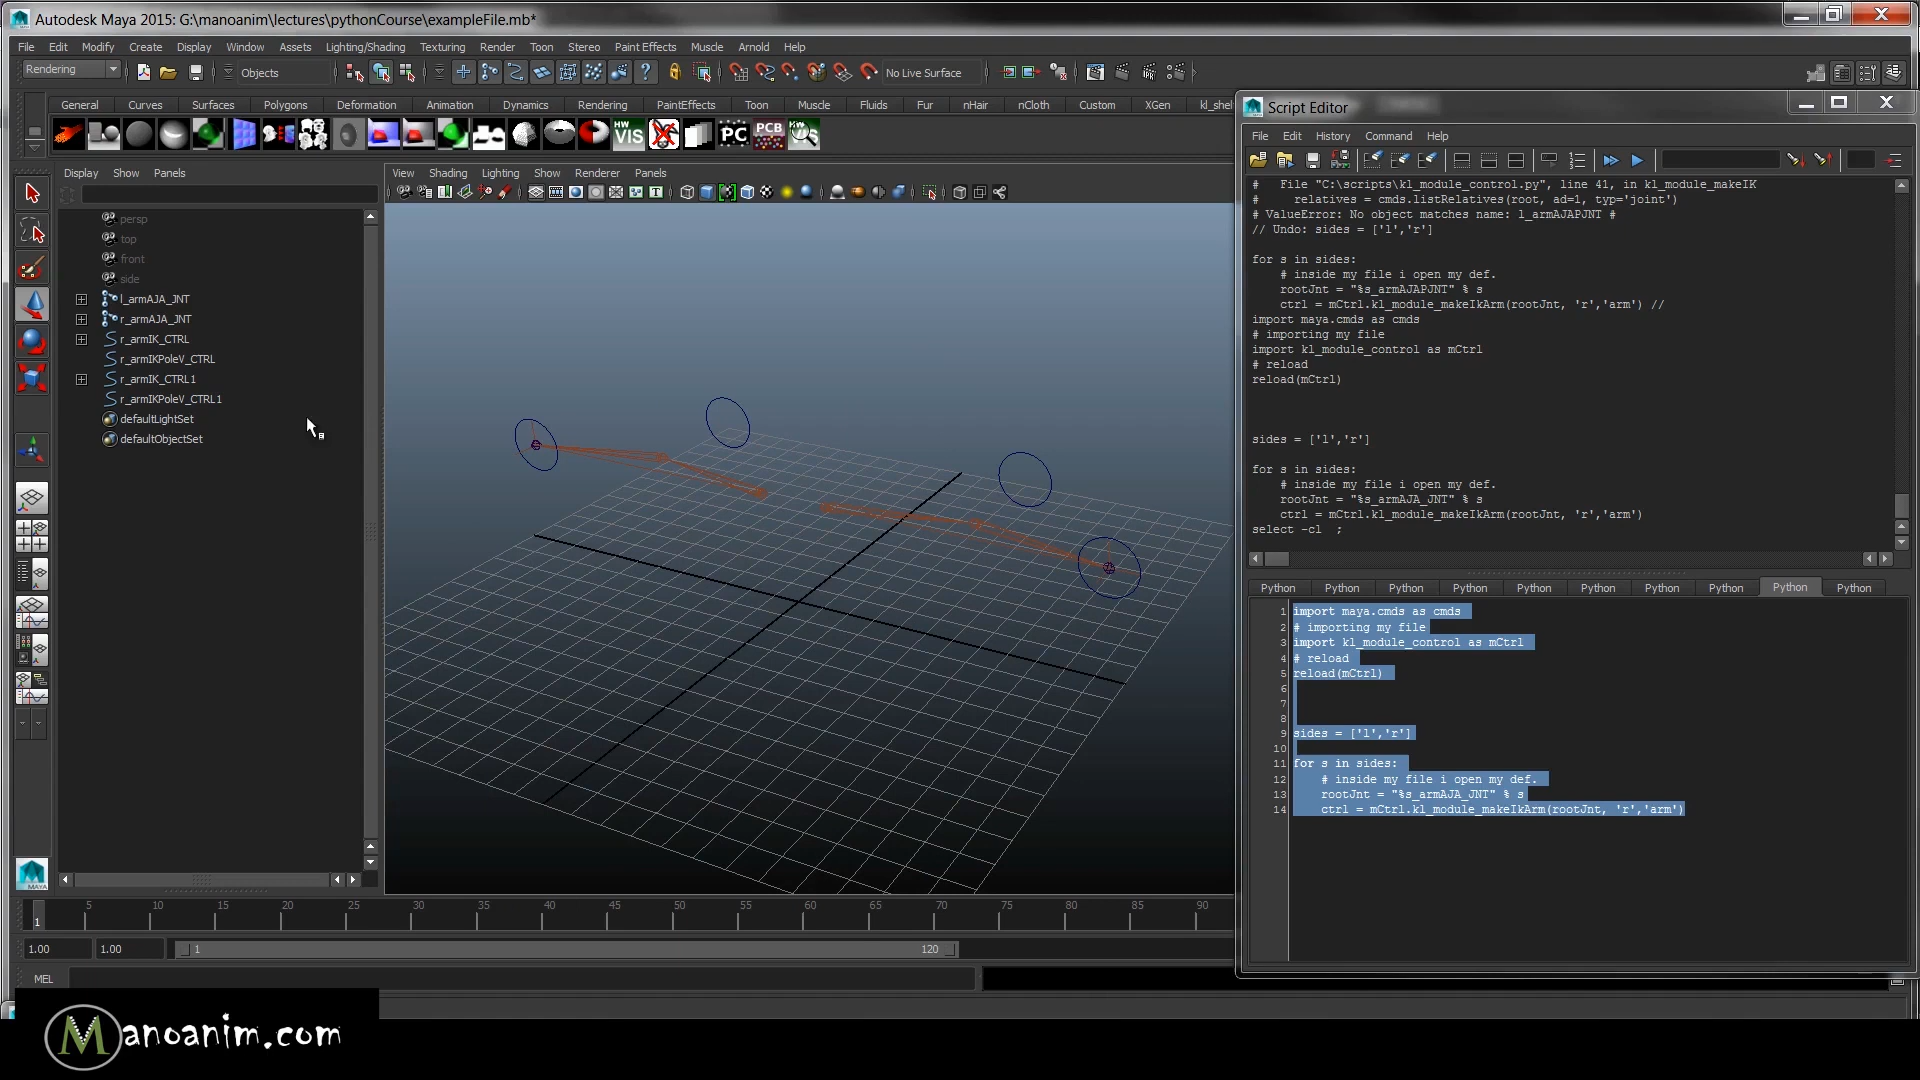 Autodesk Maya 2015: G:\manoanim\lectures\pythonCourse\exampleFile.mb*
File Edit Modify Create Display Window Assets Lighting/Shading Texturing Render Toon Stereo Paint Effects Muscle Arnold Help
Rendering
Objects
No Live Surface
General Curves Surfaces Polygons Deformation Animation Dynamics Rendering PaintEffects Toon Muscle Fluids Fur nHair nCloth Custom XGen kl_shel
HW VIS
PC
PCB
Display Show Panels
View Shading Lighting Show Renderer Panels
persp
top
front
side
l_armAJA_JNT
r_armAJA_JNT
r_armIK_CTRL
r_armIKPoleV_CTRL
r_armIK_CTRL1
r_armIKPoleV_CTRL1
defaultLightSet
defaultObjectSet
MAYA
1 5 10 15 20 25 30 35 40 45 50 55 60 65 70 75 80 85 90
1.00 1.00 1 120
MEL
Manoanim.com
Script Editor
File Edit History Command Help
#   File "C:\scripts\kl_module_control.py", line 41, in kl_module_makeIK
#     relatives = cmds.listRelatives(root, ad=1, typ='joint')
# ValueError: No object matches name: l_armAJAPJNT #
// Undo: sides = ['l','r']
for s in sides:
    # inside my file i open my def.
    rootJnt = "%s_armAJAPJNT" % s
    ctrl = mCtrl.kl_module_makeIkArm(rootJnt, 'r','arm') //
import maya.cmds as cmds
# importing my file
import kl_module_control as mCtrl
# reload
reload(mCtrl)
sides = ['l','r']
for s in sides:
    # inside my file i open my def.
    rootJnt = "%s_armAJA_JNT" % s
    ctrl = mCtrl.kl_module_makeIkArm(rootJnt, 'r','arm')
select -cl  ;
Python Python Python Python Python Python Python Python Python Python
1 import maya.cmds as cmds
2 # importing my file
3 import kl_module_control as mCtrl
4 # reload
5 reload(mCtrl)
6
7
8
9 sides = ['l','r']
10
11 for s in sides:
12     # inside my file i open my def.
13     rootJnt = "%s_armAJA_JNT" % s
14     ctrl = mCtrl.kl_module_makeIkArm(rootJnt, 'r','arm')